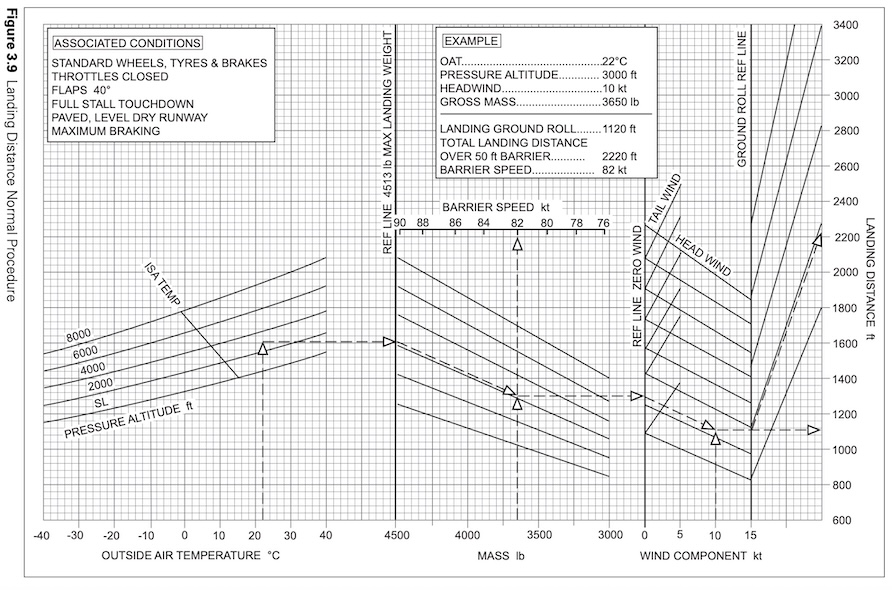 Figure 3.9 Landing Distance Normal Procedure
ASSOCIATED CONDITIONS
STANDARD WHEELS, TYRES & BRAKES
THROTTLES CLOSED
FLAPS 40°
FULL STALL TOUCHDOWN
PAVED, LEVEL DRY RUNWAY
MAXIMUM BRAKING
REF LINE 4513 lb MAX LANDING WEIGHT
EXAMPLE
OAT.......................................22°C
PRESSURE ALTITUDE........... 3000 ft
HEADWIND............................10 kt
GROSS MASS.......................3650 lb
LANDING GROUND ROLL.......1120 ft
TOTAL LANDING DISTANCE
OVER 50 ft BARRIER........... 2220 ft
BARRIER SPEED.................... 82 kt
GROUND ROLL REF LINE
BARRIER SPEED kt
90 88 86 84 82 80 78 76
REF LINE ZERO WIND
TAIL WIND
HEAD WIND
ISA TEMP
8000
6000
4000
2000
SL
PRESSURE ALTITUDE ft
3400
3200
3000
2800
2600
2400
2200
2000
1800
1600
1400
1200
1000
800
600
LANDING DISTANCE ft
-40 -30 -20 -10 0 10 20 30 40
OUTSIDE AIR TEMPERATURE °C
4500 4000 3500 3000
MASS lb
0 5 10 15
WIND COMPONENT kt